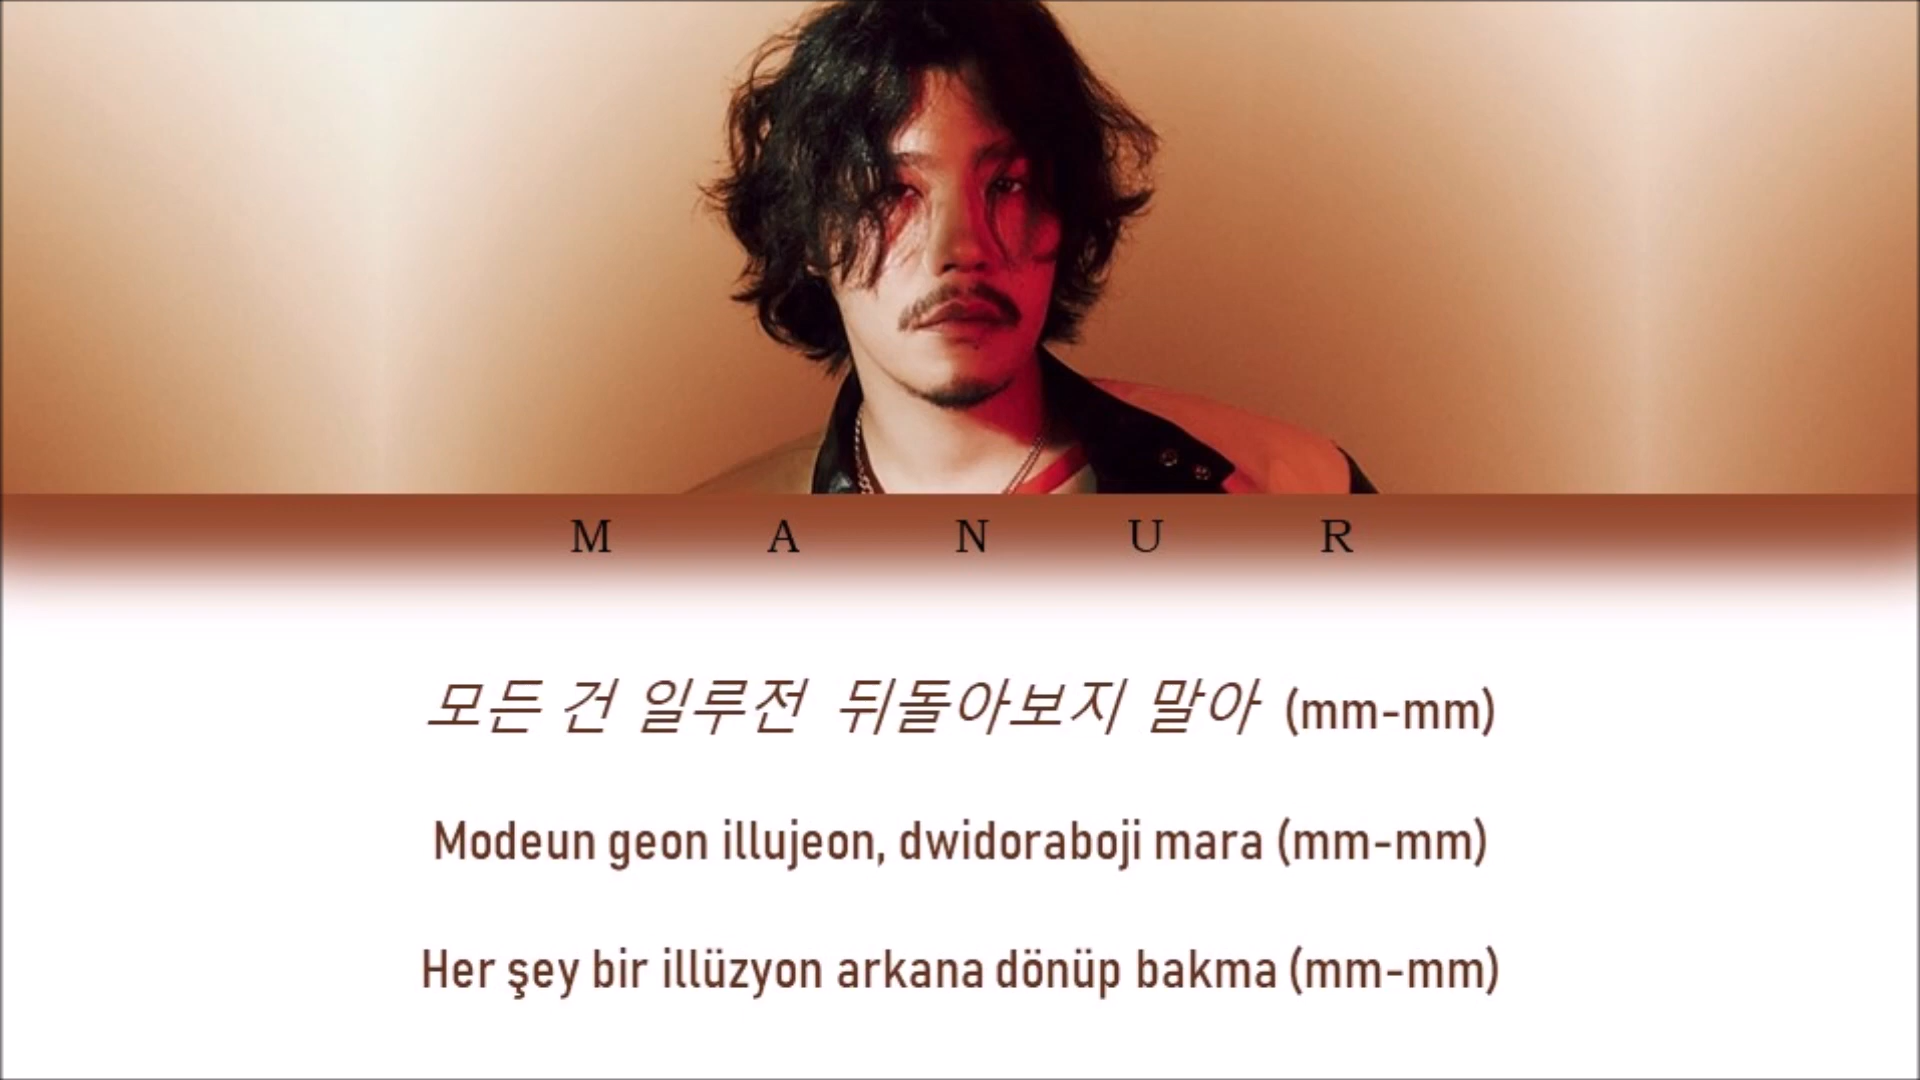 M A N U R
모든 건 일루전 뒤돌아보지 말아 (mm-mm)
Modeun geon illujeon, dwidoraboji mara (mm-mm)
Her şey bir illüzyon arkana dönüp bakma (mm-mm)